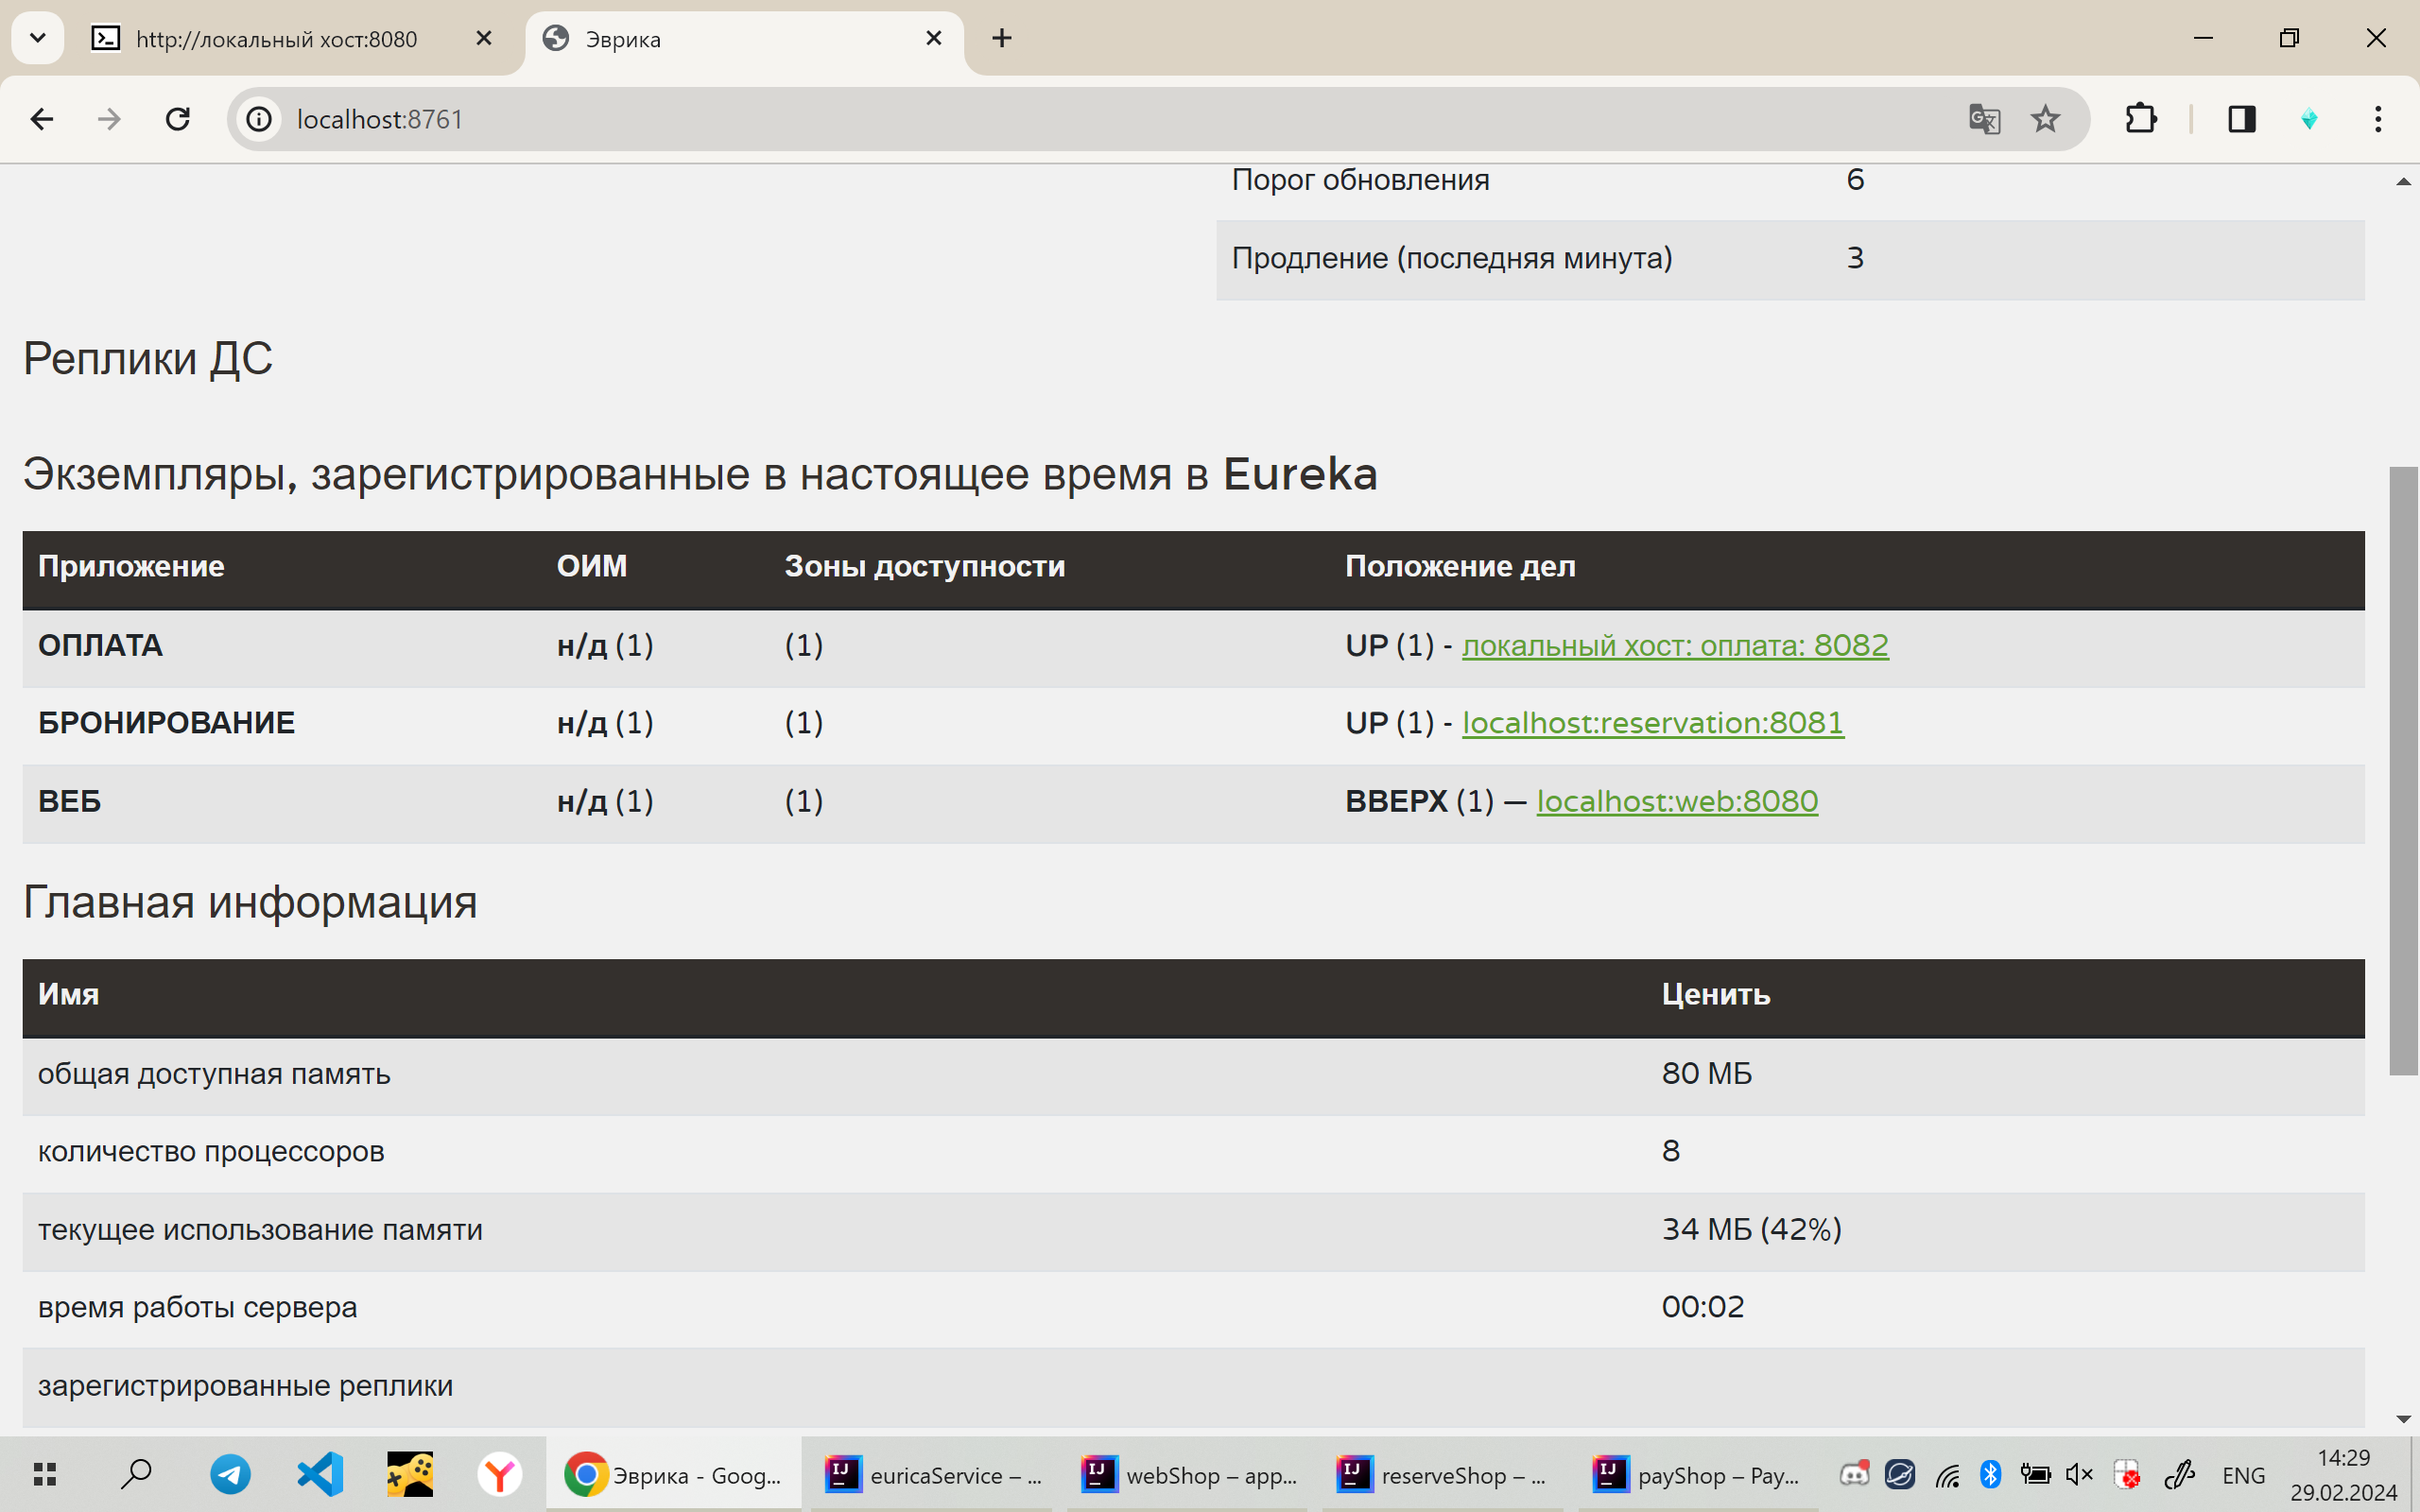 http://локальный хост:8080
Эврика
localhost:8761
Порог обновления 6
Продление (последняя минута) 3
Реплики ДС
Экземпляры, зарегистрированные в настоящее время в Eureka
Приложение ОИМ Зоны доступности Положение дел
ОПЛАТА н/д (1) (1) UP (1) - локальный хост: оплата: 8082
БРОНИРОВАНИЕ н/д (1) (1) UP (1) - localhost:reservation:8081
ВЕБ н/д (1) (1) ВВЕРХ (1) — localhost:web:8080
Главная информация
Имя Ценить
общая доступная память 80 МБ
количество процессоров 8
текущее использование памяти 34 МБ (42%)
время работы сервера 00:02
зарегистрированные реплики
Эврика - Goog... euricaService – ... webShop – app... reserveShop – ... payShop – Pay... ENG 14:29
29.02.2024